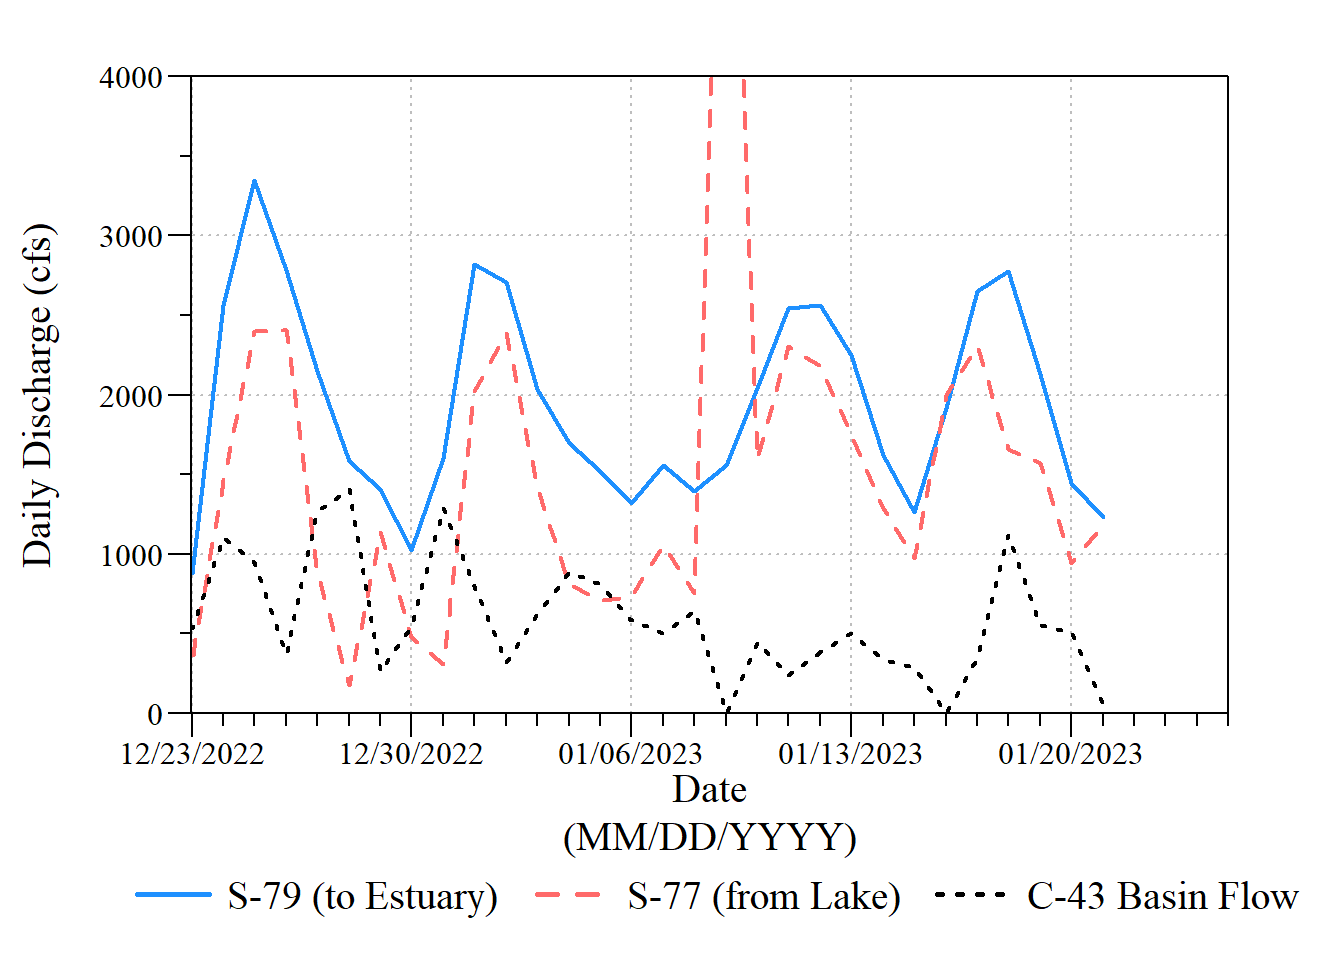 4000
3000
2000
1000
0
Daily Discharge (cfs)
12/23/2022 12/30/2022 01/06/2023 01/13/2023 01/20/2023
Date
(MM/DD/YYYY)
S-79 (to Estuary) S-77 (from Lake) C-43 Basin Flow